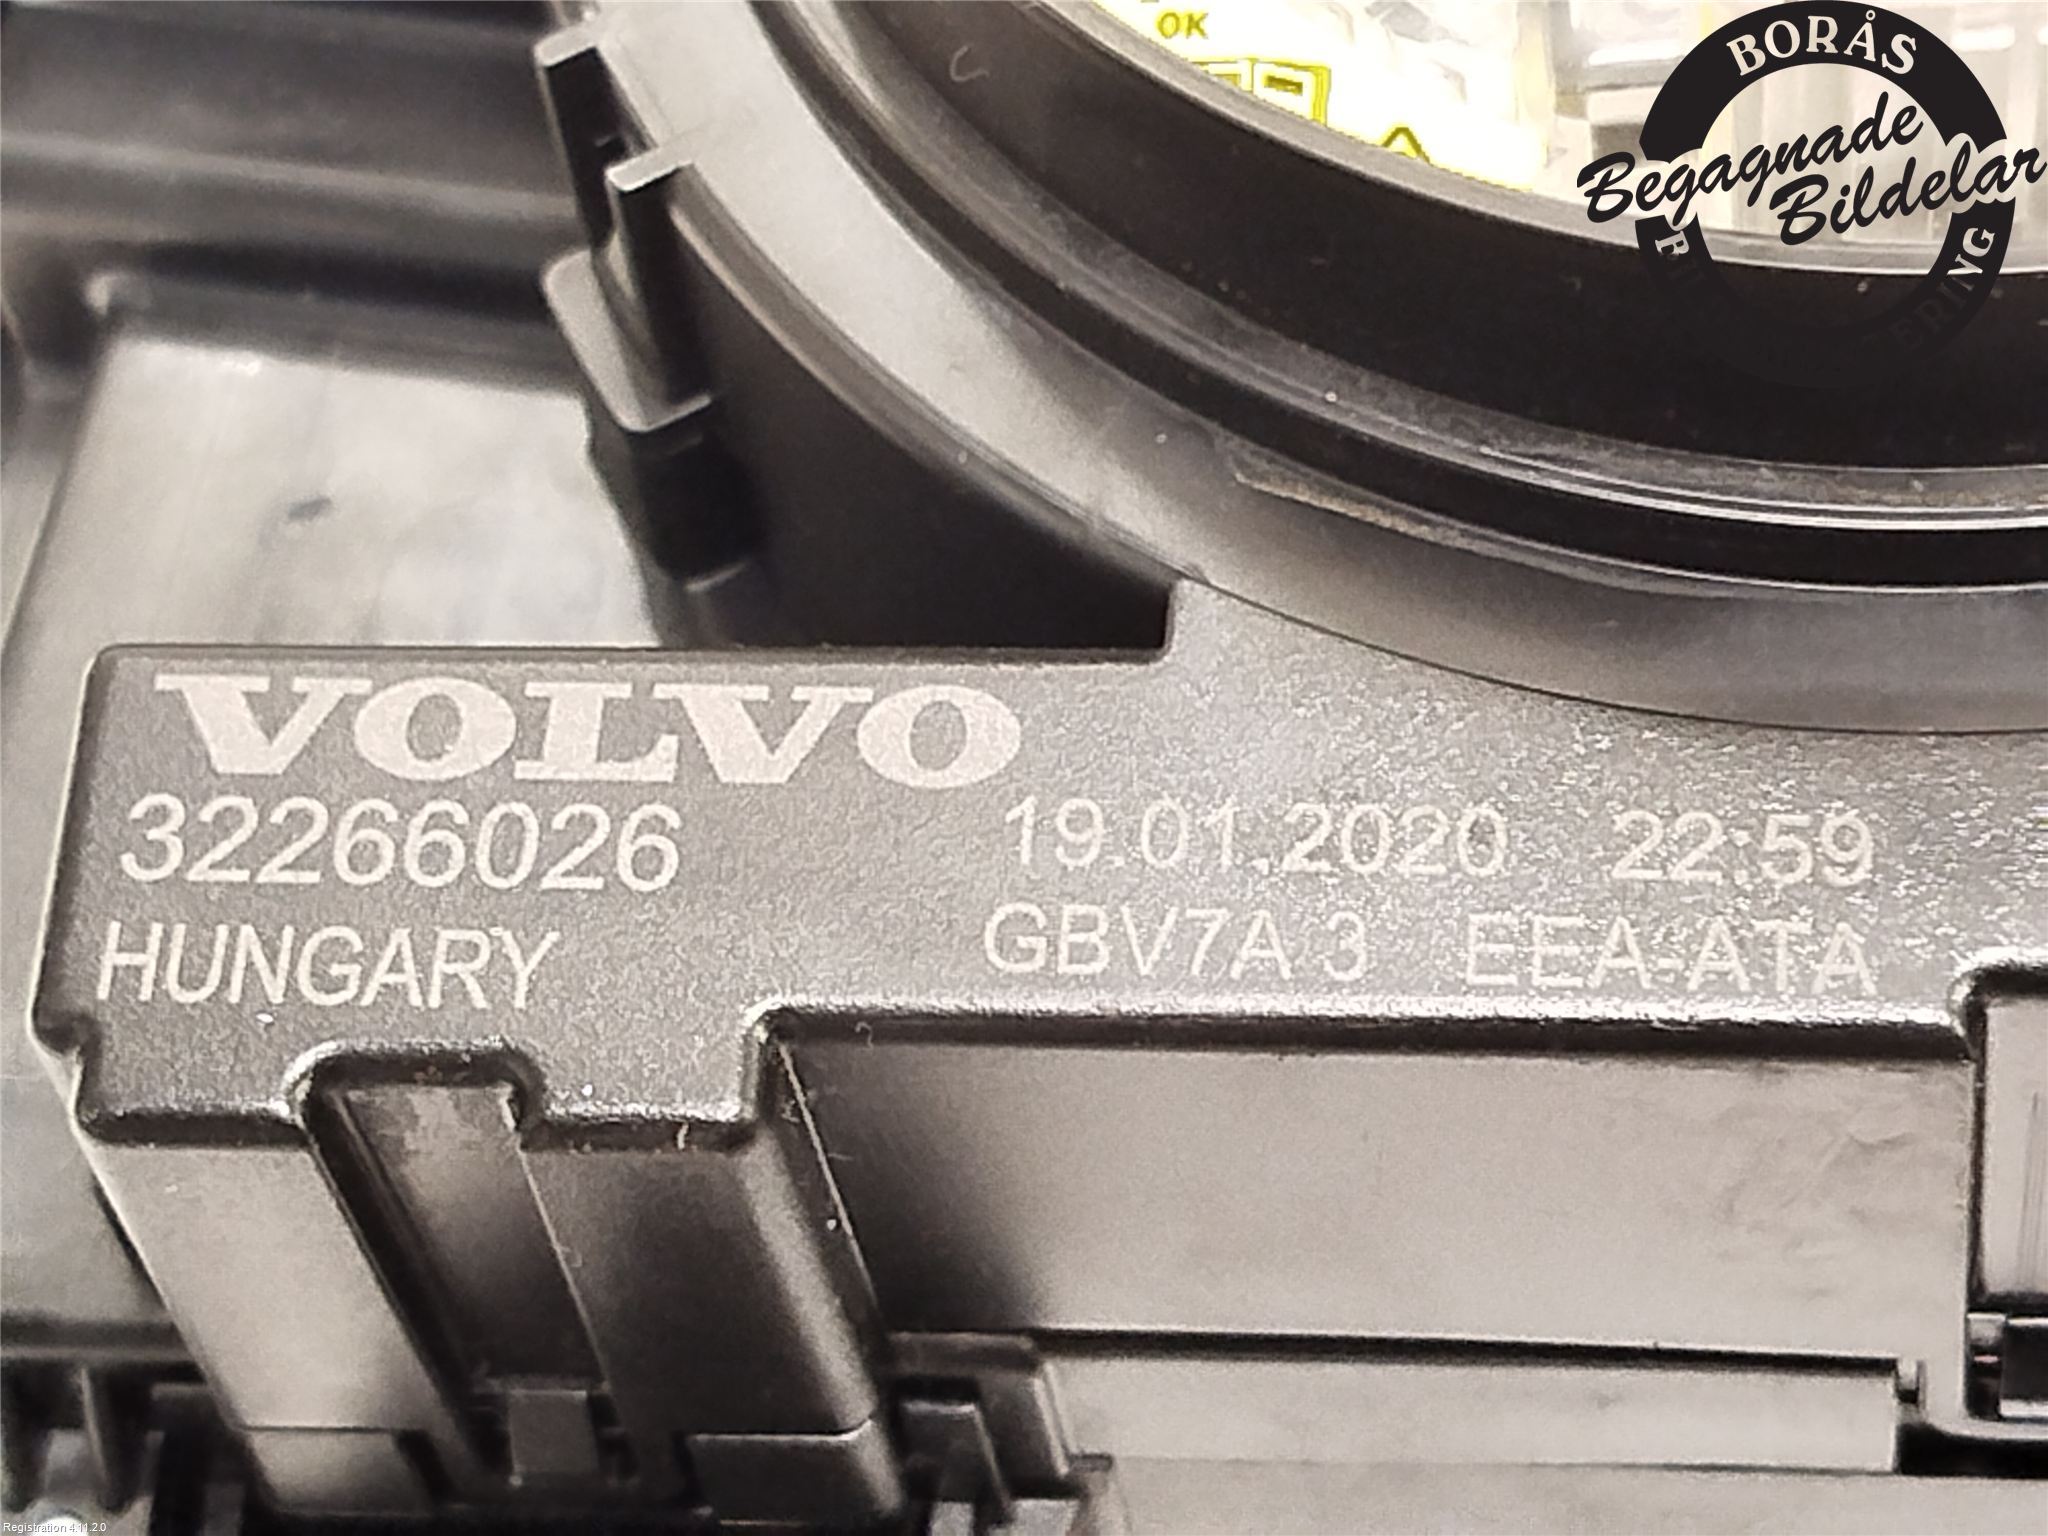 OK
BORÅS
Begagnade
Bildelar
VOLVO
32266026
19.01.2020 22:59
HUNGARY
GBV7A 3 EEA-ATA
Registration 4.11.2.0